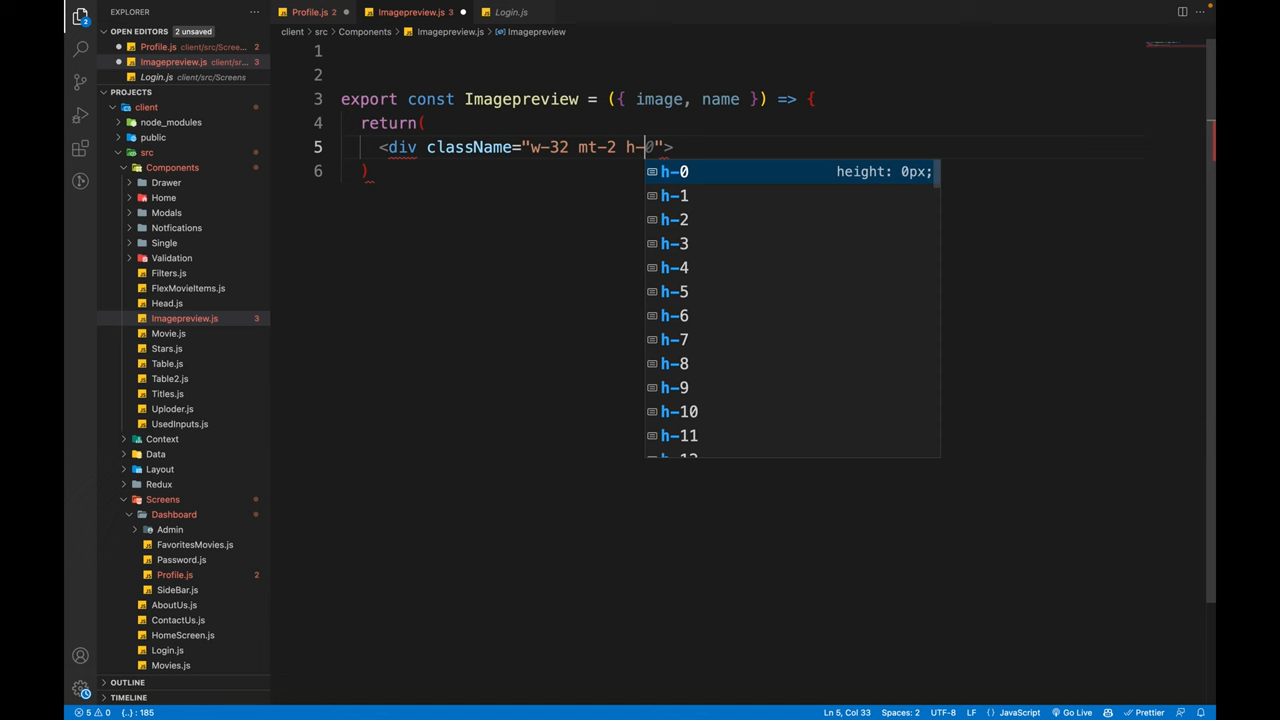 EXPLORER
Profile.js 2
Imagepreview.js 3
Login.js
OPEN EDITORS 2 unsaved
client > src > Components > Imagepreview.js > Imagepreview
Profile.js client/src/Scree... 2
Imagepreview.js client/sr... 3
Login.js client/src/Screens
PROJECTS
client
node_modules
public
src
Components
Drawer
Home
Modals
Notfications
Single
Validation
Filters.js
FlexMovieItems.js
Head.js
Imagepreview.js 3
Movie.js
Stars.js
Table.js
Table2.js
Titles.js
Uploder.js
UsedInputs.js
Context
Data
Layout
Redux
Screens
Dashboard
Admin
FavoritesMovies.js
Password.js
Profile.js 2
SideBar.js
AboutUs.js
ContactUs.js
HomeScreen.js
Login.js
Movies.js
OUTLINE
TIMELINE
1
2
3 export const Imagepreview = ({ image, name }) => {
4 return(
5 <div className="w-32 mt-2 h-0">
6 )
h-0 height: 0px;
h-1
h-2
h-3
h-4
h-5
h-6
h-7
h-8
h-9
h-10
h-11
h-12
2
5 0 {..} : 185 Ln 5, Col 33 Spaces: 2 UTF-8 LF {} JavaScript Go Live Prettier